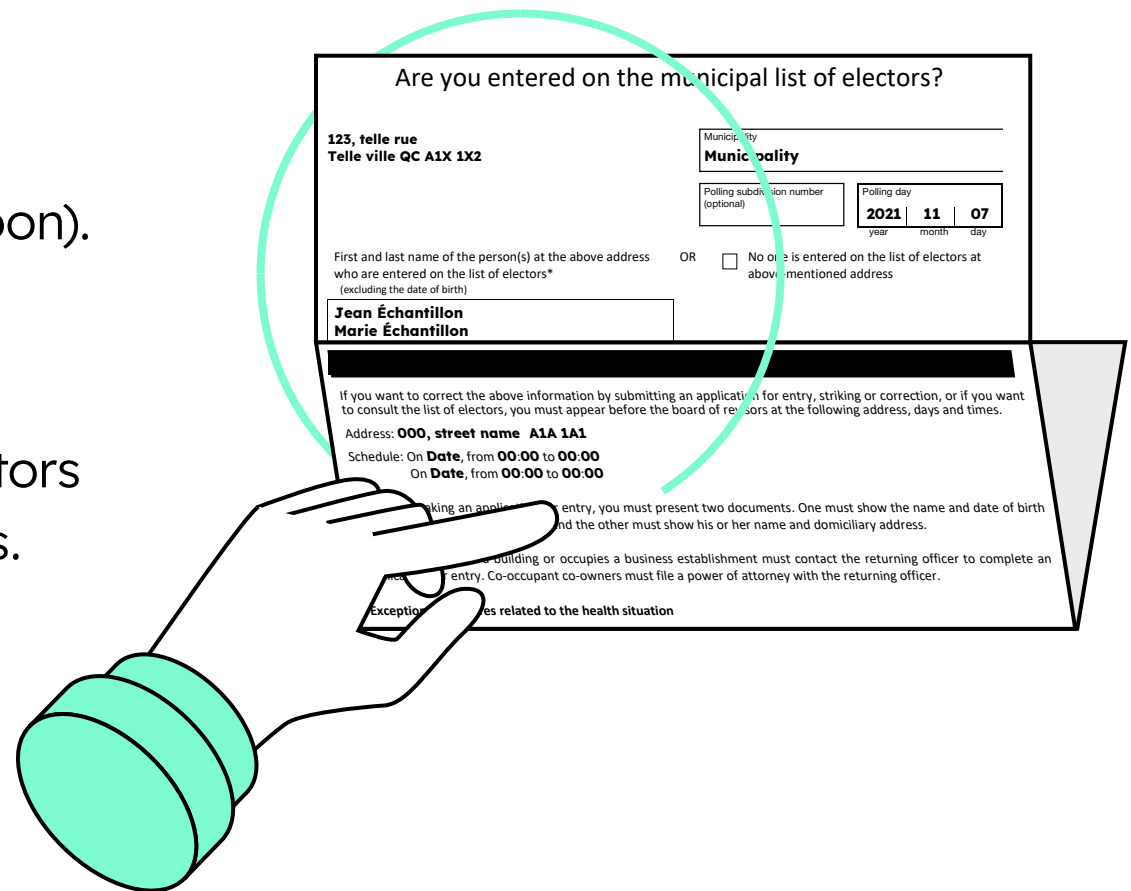 Are you entered on the municipal list of electors?
123, telle rue
Telle ville QC A1X 1X2
Municipality
Municipality
Polling subdivision number
(optional)
Polling day
2021 11 07
year month day
First and last name of the person(s) at the above address
who are entered on the list of electors*
(excluding the date of birth)
OR
No one is entered on the list of electors at
above-mentioned address
Jean Échantillon
Marie Échantillon
If you want to correct the above information by submitting an application for entry, striking or correction, or if you want
to consult the list of electors, you must appear before the board of revisors at the following address, days and times.
Address: 000, street name A1A 1A1
Schedule: On Date, from 00:00 to 00:00
On Date, from 00:00 to 00:00
an entry, you must present two documents. One must show the name and date of birth
and the other must show his or her name and domiciliary address.
building or occupies a business establishment must contact the returning officer to complete an
entry. Co-occupant co-owners must file a power of attorney with the returning officer.
related to the health situation